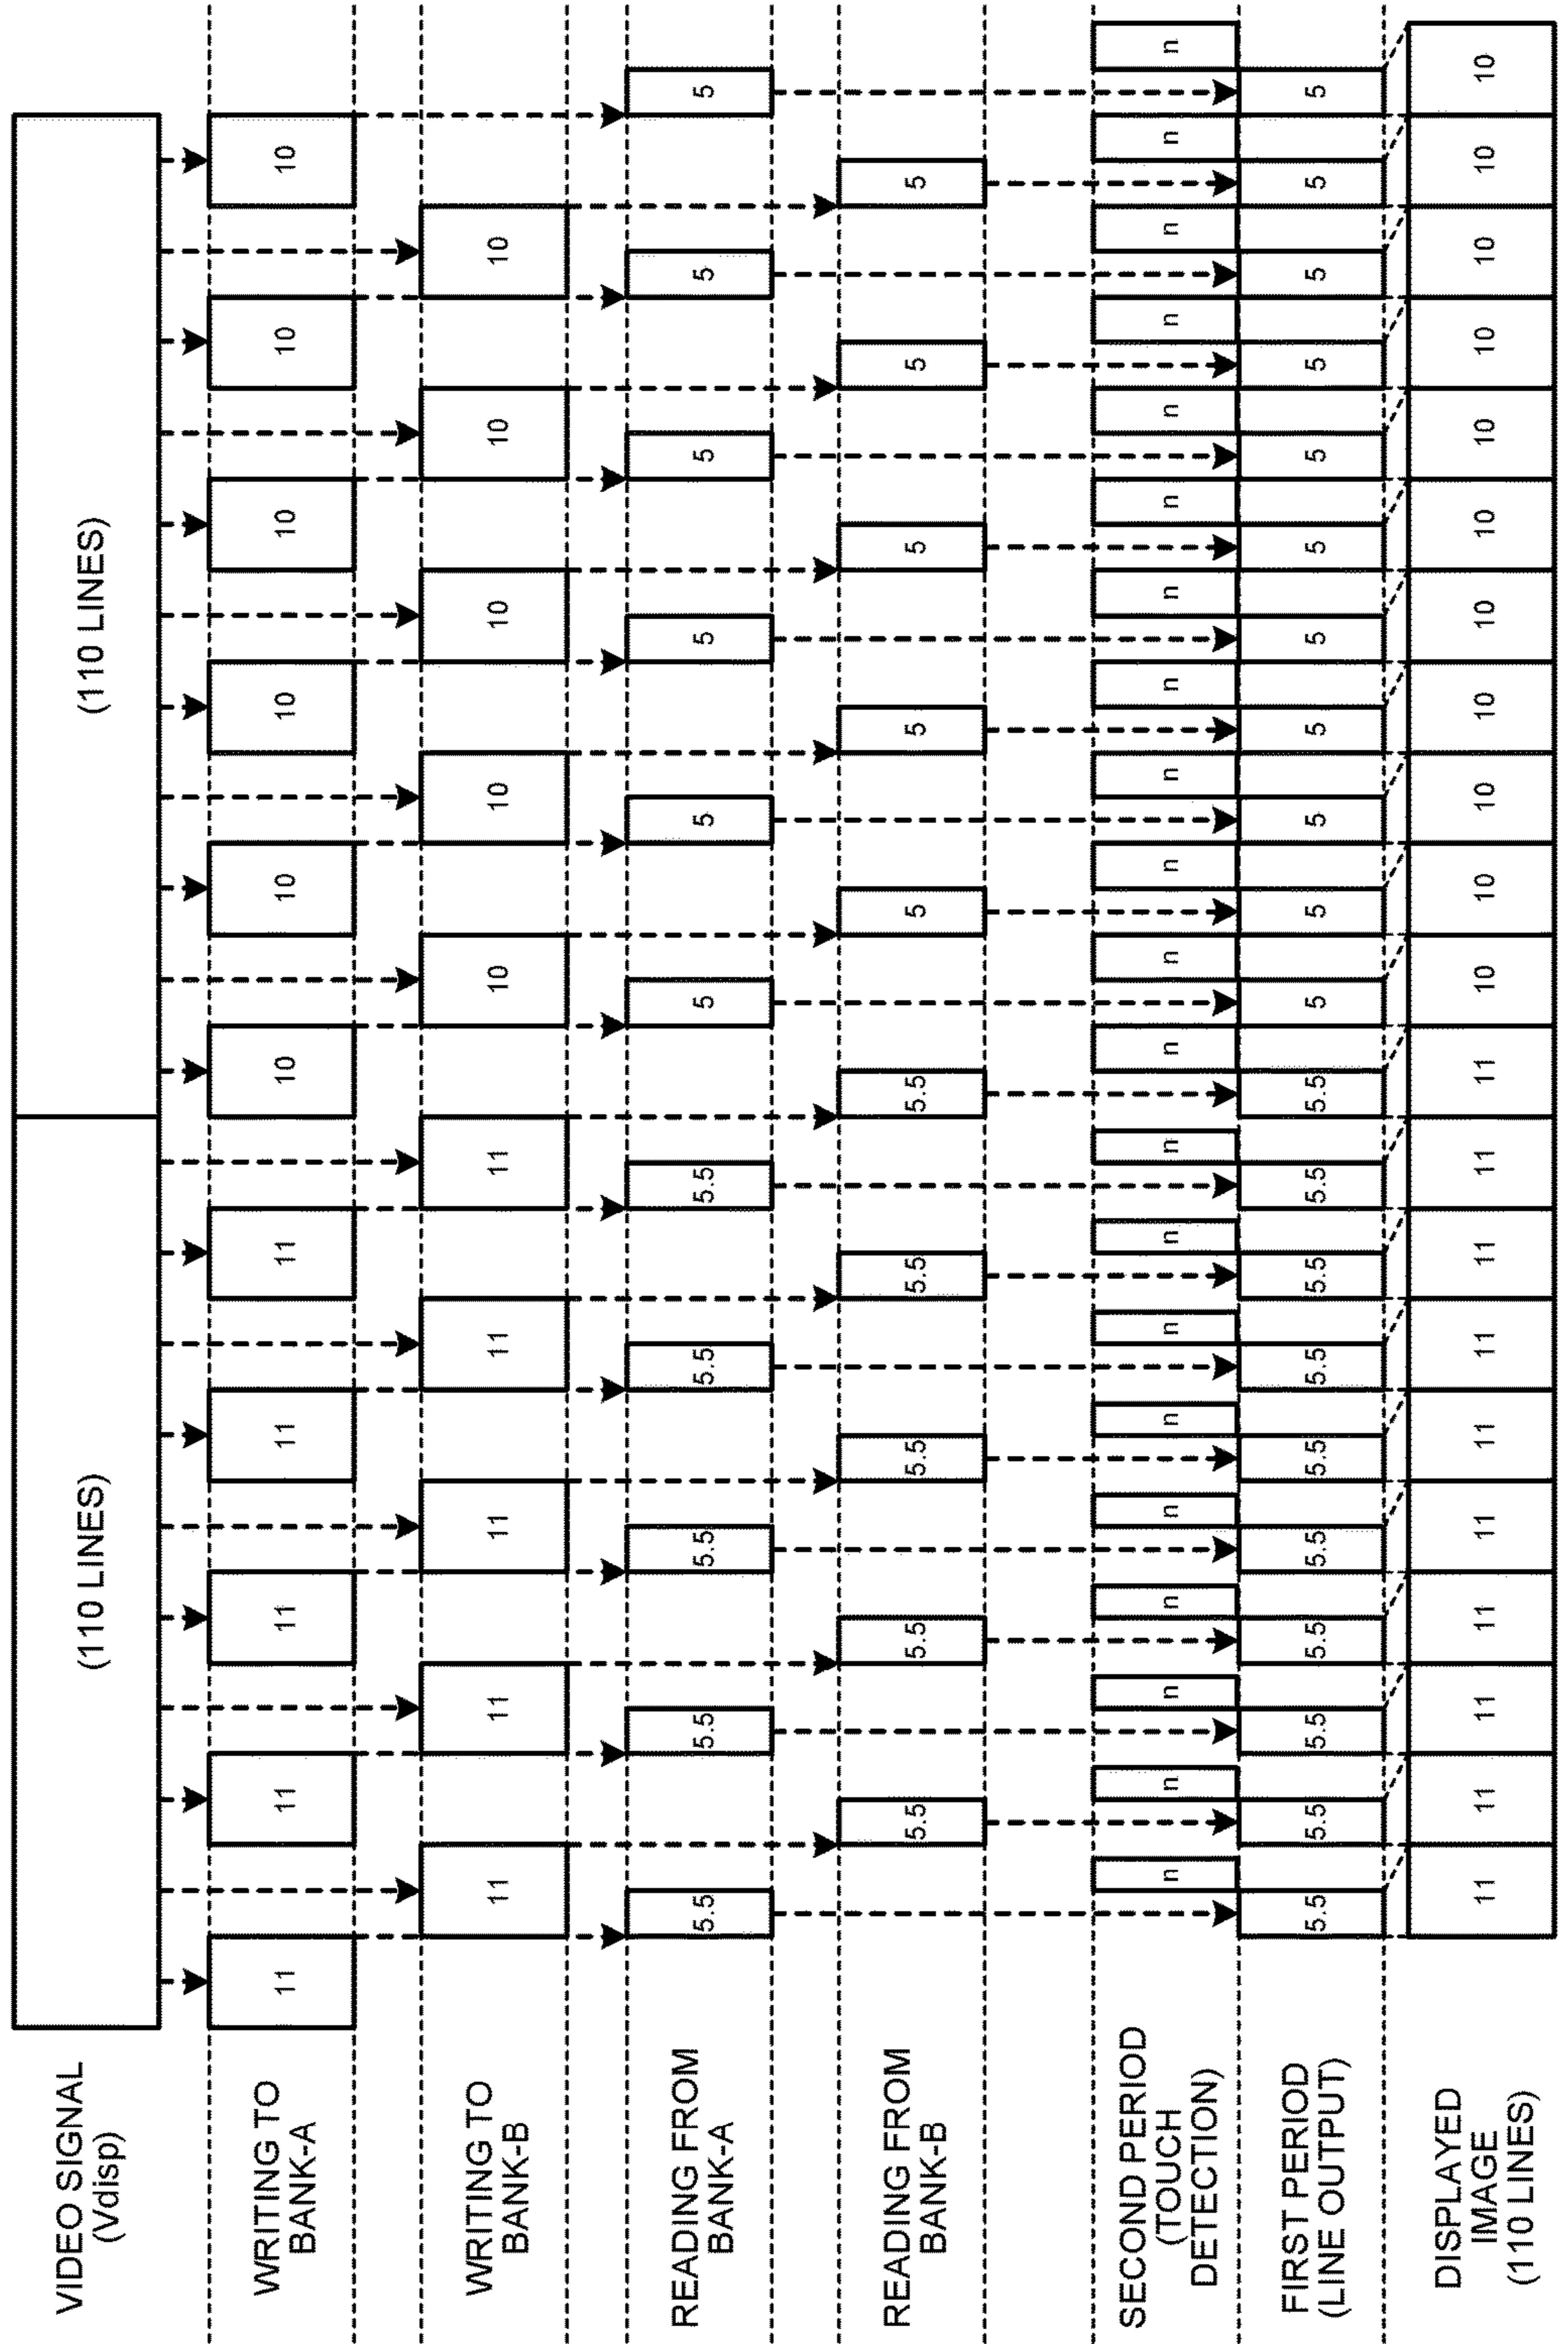 VIDEO SIGNAL
(Vdisp)
(110 LINES) (110 LINES)
WRITING TO
BANK-A
11 11 11 11 11 10 10 10 10 10 10
WRITING TO
BANK-B
11 11 11 11 11 10 10 10 10 10
READING FROM
BANK-A
5.5 5.5 5.5 5.5 5.5 5 5 5 5 5 5
READING FROM
BANK-B
5.5 5.5 5.5 5.5 5.5 5 5 5 5 5
SECOND PERIOD
(TOUCH
DETECTION)
n n n n n n n n n n n n n n n n n n n n n
FIRST PERIOD
(LINE OUTPUT)
5.5 5.5 5.5 5.5 5.5 5.5 5.5 5.5 5.5 5.5 5 5 5 5 5 5 5 5 5 5 5
DISPLAYED
IMAGE
(110 LINES)
11 11 11 11 11 11 11 11 11 11 10 10 10 10 10 10 10 10 10 10 10